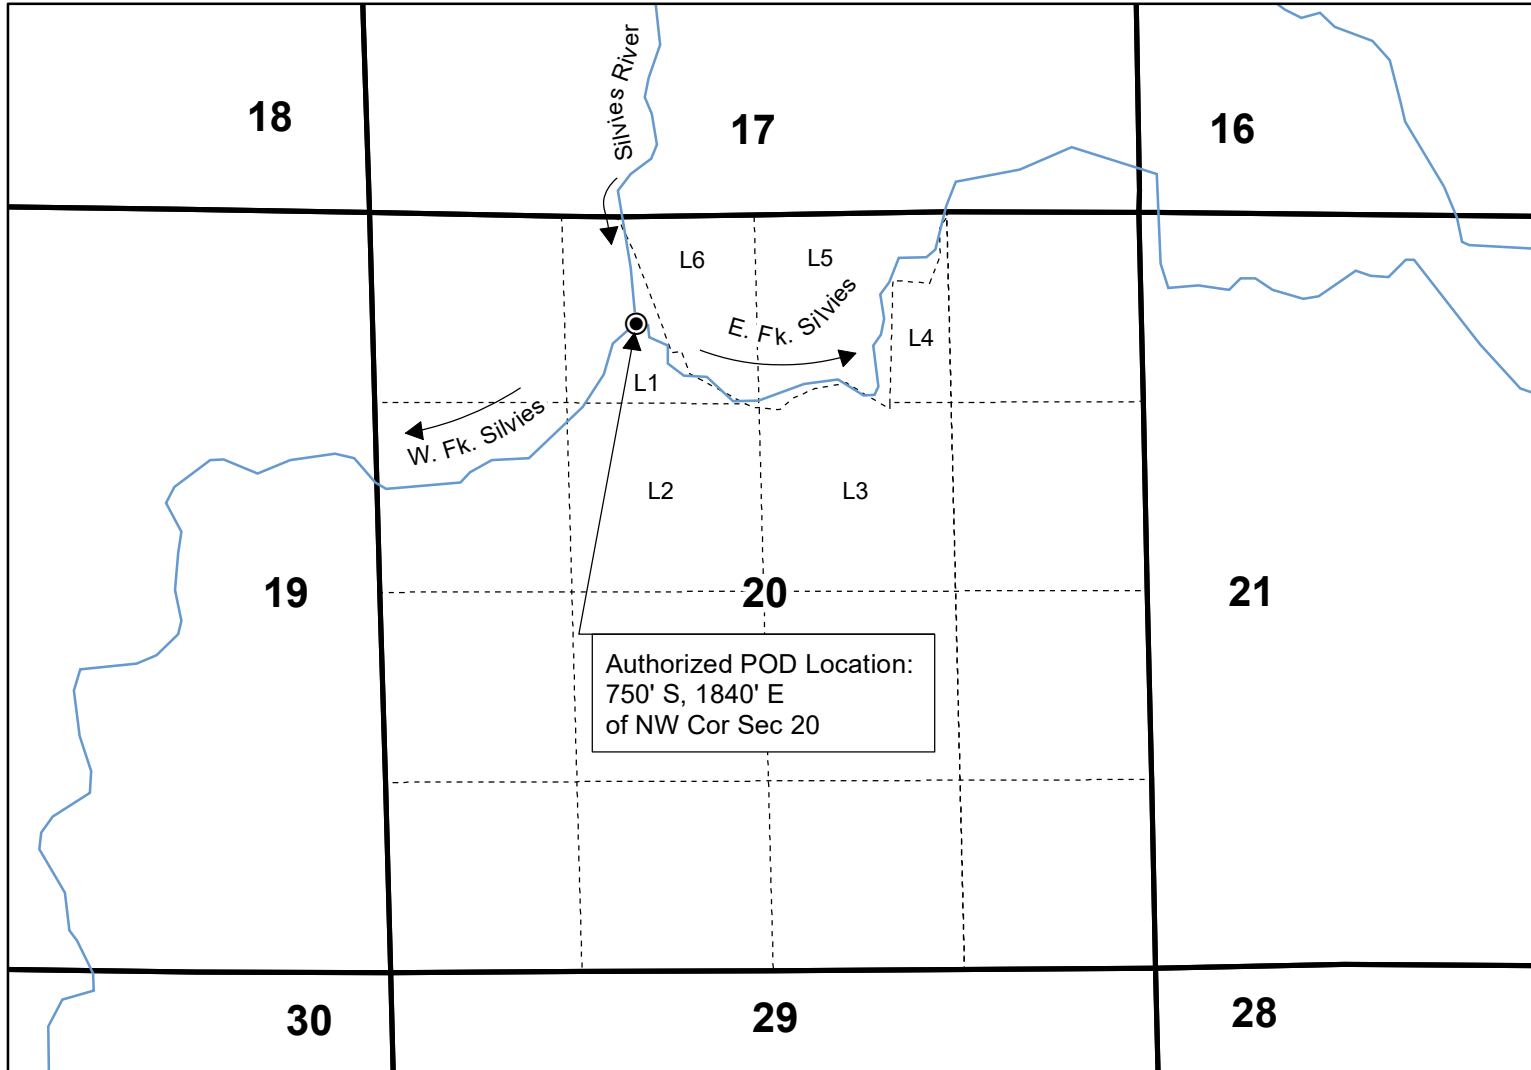 18
17
16
Silvies River
L6
L5
E. Fk. Silvies
L4
L1
W. Fk. Silvies
L2
L3
19
20
21
Authorized POD Location:
750' S, 1840' E
of NW Cor Sec 20
30
29
28